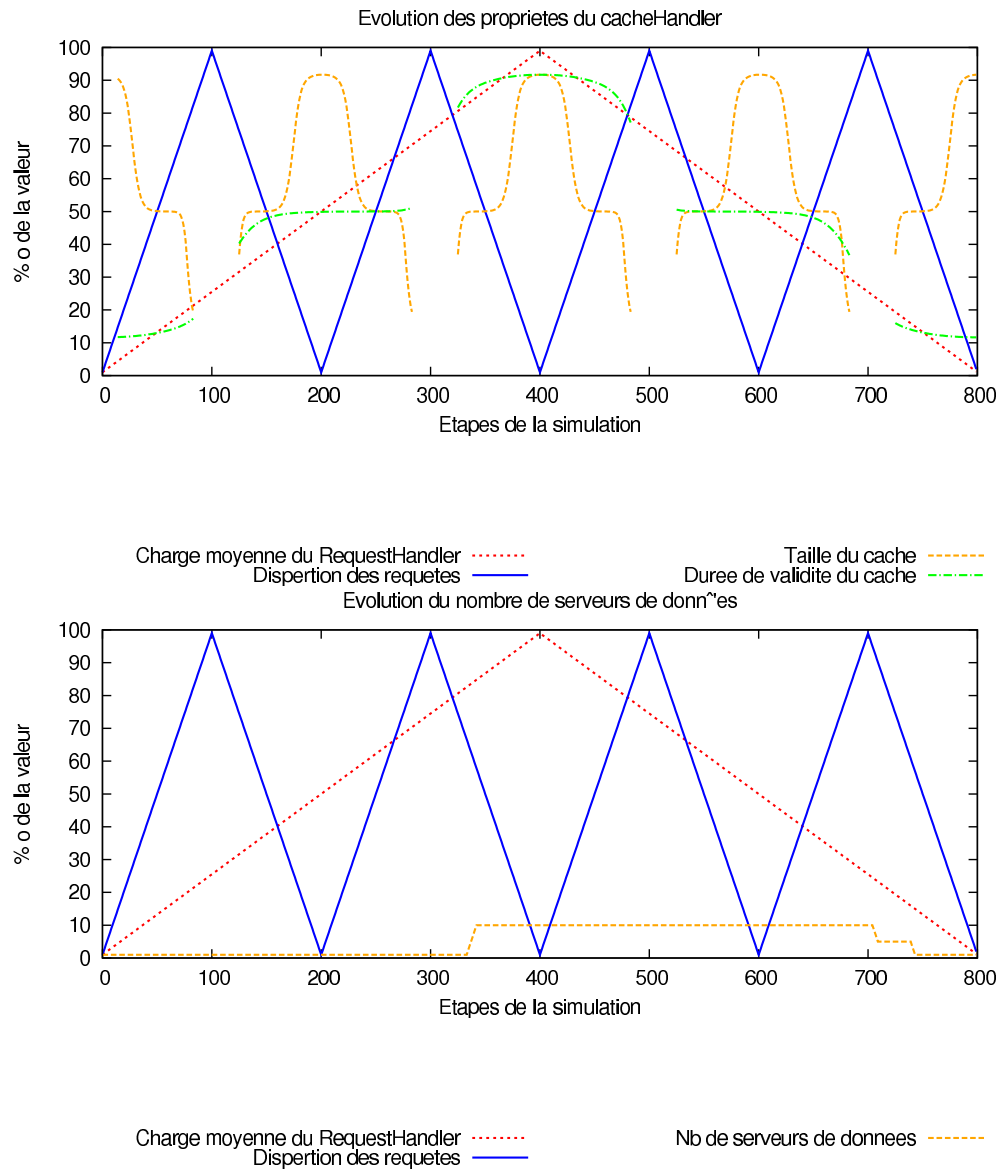 Evolution des proprietes du cacheHandler
100
90
80
70
60
50
40
30
20
10
0
% o de la valeur
0 100 200 300 400 500 600 700 800
Etapes de la simulation
Charge moyenne du RequestHandler
Dispertion des requetes
Taille du cache
Duree de validite du cache
Evolution du nombre de serveurs de donn^'es
100
90
80
70
60
50
40
30
20
10
0
% o de la valeur
0 100 200 300 400 500 600 700 800
Etapes de la simulation
Charge moyenne du RequestHandler
Dispertion des requetes
Nb de serveurs de donnees